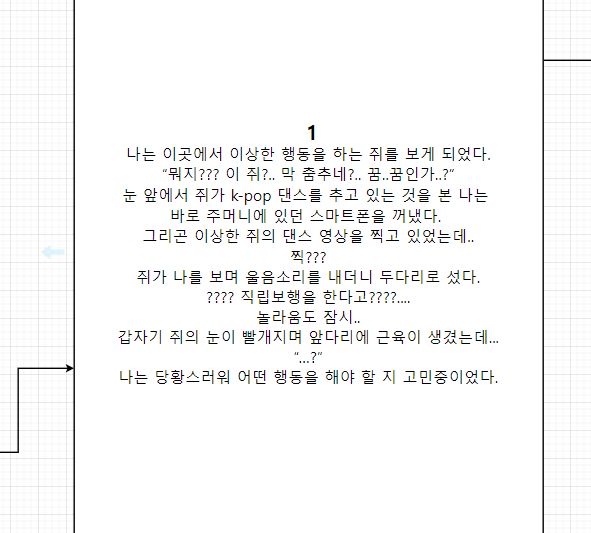 1
나는 이곳에서 이상한 행동을 하는 쥐를 보게 되었다.
“뭐지??? 이 쥐?.. 막 춤추네?.. 꿈..꿈인가..?”
눈 앞에서 쥐가 k-pop 댄스를 추고 있는 것을 본 나는
바로 주머니에 있던 스마트폰을 꺼냈다.
그리곤 이상한 쥐의 댄스 영상을 찍고 있었는데..
찍???
쥐가 나를 보며 울음소리를 내더니 두다리로 섰다.
???? 직립보행을 한다고????....
놀라움도 잠시..
갑자기 쥐의 눈이 빨개지며 앞다리에 근육이 생겼는데...
“...?”
나는 당황스러워 어떤 행동을 해야 할 지 고민중이었다.